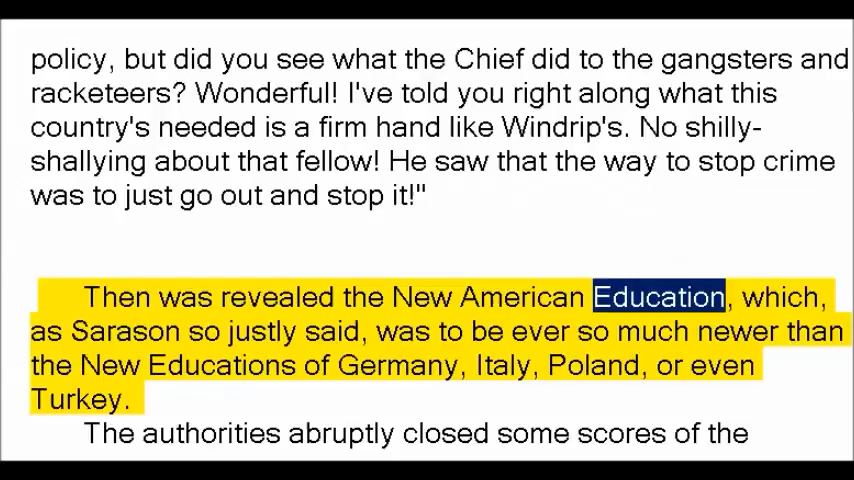 policy, but did you see what the Chief did to the gangsters and
racketeers? Wonderful! I've told you right along what this
country's needed is a firm hand like Windrip's. No shilly-
shallying about that fellow! He saw that the way to stop crime
was to just go out and stop it!"
Then was revealed the New American Education, which,
as Sarason so justly said, was to be ever so much newer than
the New Educations of Germany, Italy, Poland, or even
Turkey.
The authorities abruptly closed some scores of the